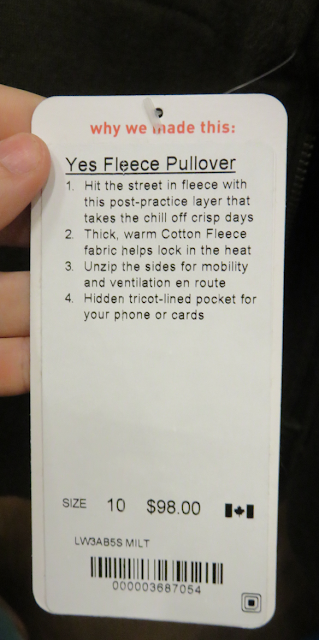 why we made this:
Yes Fleece Pullover
1. Hit the street in fleece with
this post-practice layer that
takes the chill off crisp days
2. Thick, warm Cotton Fleece
fabric helps lock in the heat
3. Unzip the sides for mobility
and ventilation en route
4. Hidden tricot-lined pocket for
your phone or cards
SIZE 10 $98.00
LW3AB5S MILT
000003687054